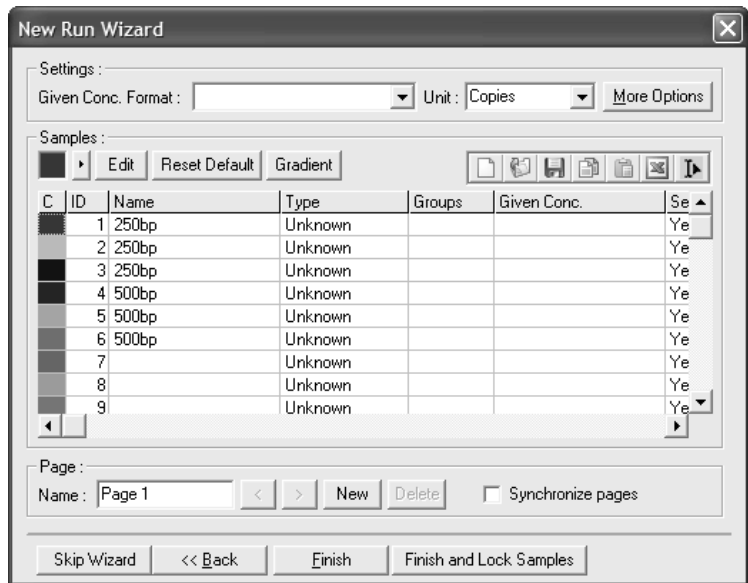 New Run Wizard
Settings :
Given Conc. Format : Unit : Copies More Options
Samples :
Edit Reset Default Gradient
C ID Name Type Groups Given Conc. Se
1 250bp Unknown Ye
2 250bp Unknown Ye
3 250bp Unknown Ye
4 500bp Unknown Ye
5 500bp Unknown Ye
6 500bp Unknown Ye
7 Unknown Ye
8 Unknown Ye
9 Unknown Ye
Page :
Name : Page 1 < > New Delete Synchronize pages
Skip Wizard << Back Finish Finish and Lock Samples